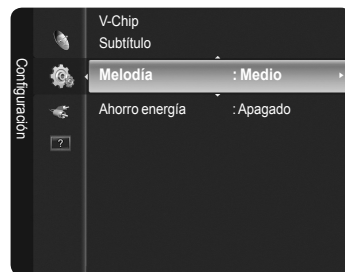 Configuración
V-Chip
Subtítulo
Melodía : Medio
Ahorro energía : Apagado
?